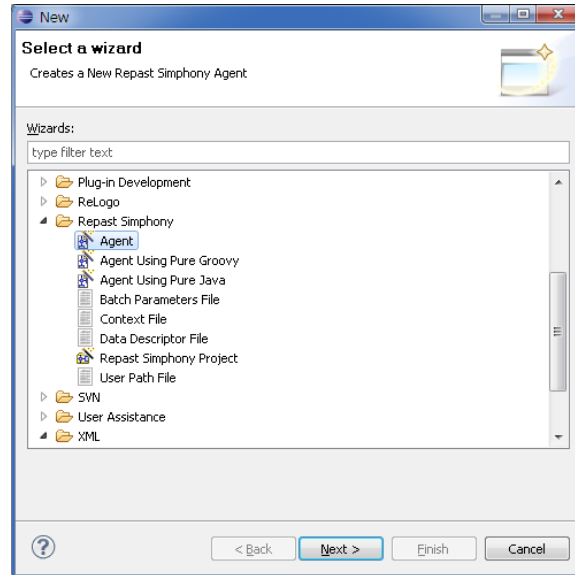 New
Select a wizard
Creates a New Repast Simphony Agent
Wizards:
type filter text
Plug-in Development
ReLogo
Repast Simphony
Agent
Agent Using Pure Groovy
Agent Using Pure Java
Batch Parameters File
Context File
Data Descriptor File
Repast Simphony Project
User Path File
SVN
User Assistance
XML
? < Back Next > Finish Cancel